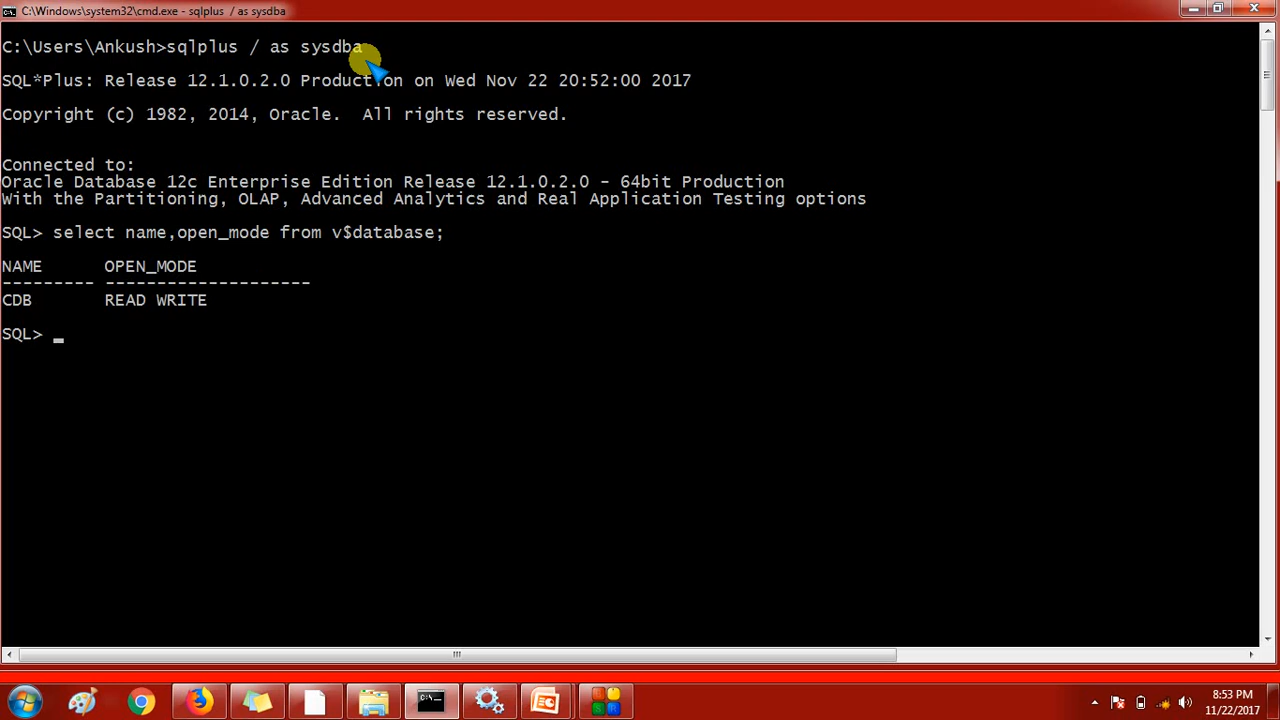 C:\Windows\system32\cmd.exe - sqlplus / as sysdba
C:\Users\Ankush>sqlplus / as sysdba
SQL*Plus: Release 12.1.0.2.0 Production on Wed Nov 22 20:52:00 2017
Copyright (c) 1982, 2014, Oracle.  All rights reserved.
Connected to:
Oracle Database 12c Enterprise Edition Release 12.1.0.2.0 - 64bit Production
With the Partitioning, OLAP, Advanced Analytics and Real Application Testing options
SQL> select name,open_mode from v$database;
NAME      OPEN_MODE
--------- --------------------
CDB       READ WRITE
SQL> _
8:53 PM
11/22/2017